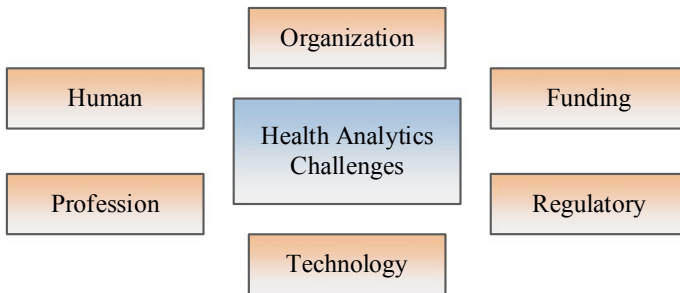 Organization
Human
Funding
Health Analytics
Challenges
Profession
Regulatory
Technology